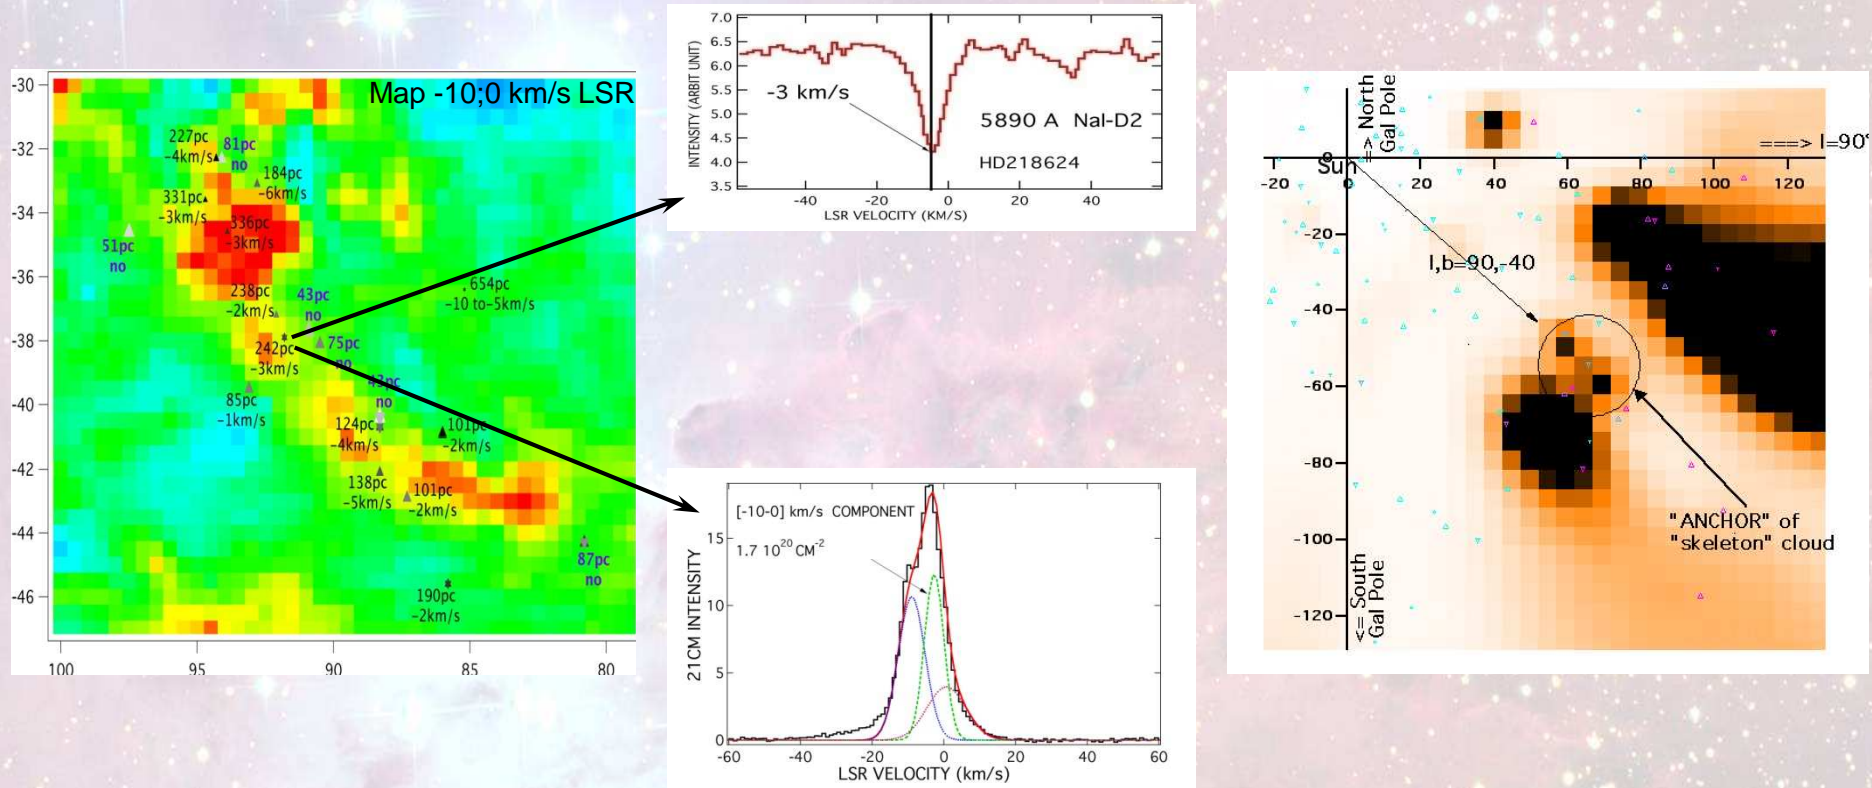 Map -10;0 km/s LSR
-30
-32
-34
-36
-38
-40
-42
-44
-46
100
95
90
85
80
227pc
-4km/s
81pc
no
184pc
-6km/s
331pc
-3km/s
336pc
-3km/s
51pc
no
238pc
-2km/s
43pc
no
654pc
-10 to-5km/s
242pc
-3km/s
75pc
no
85pc
-1km/s
43pc
no
124pc
-4km/s
101pc
-2km/s
138pc
-5km/s
101pc
-2km/s
87pc
no
190pc
-2km/s
INTENSITY (ARBIT UNIT)
7.0
6.5
6.0
5.5
5.0
4.5
4.0
3.5
-3 km/s
5890 A NaI-D2
HD218624
-40
-20
0
20
40
LSR VELOCITY (KM/S)
21CM INTENSITY
15
10
5
0
[-10-0] km/s COMPONENT
1.7 10^20 CM^-2
-60
-40
-20
0
20
40
60
LSR VELOCITY (km/s)
=> North
Gal Pole
===> l=90°
Su
0
-20
0
20
40
60
80
100
120
-20
-40
-60
-80
-100
-120
l,b=90,-40
"ANCHOR" of
"skeleton" cloud
<= South
Gal Pole